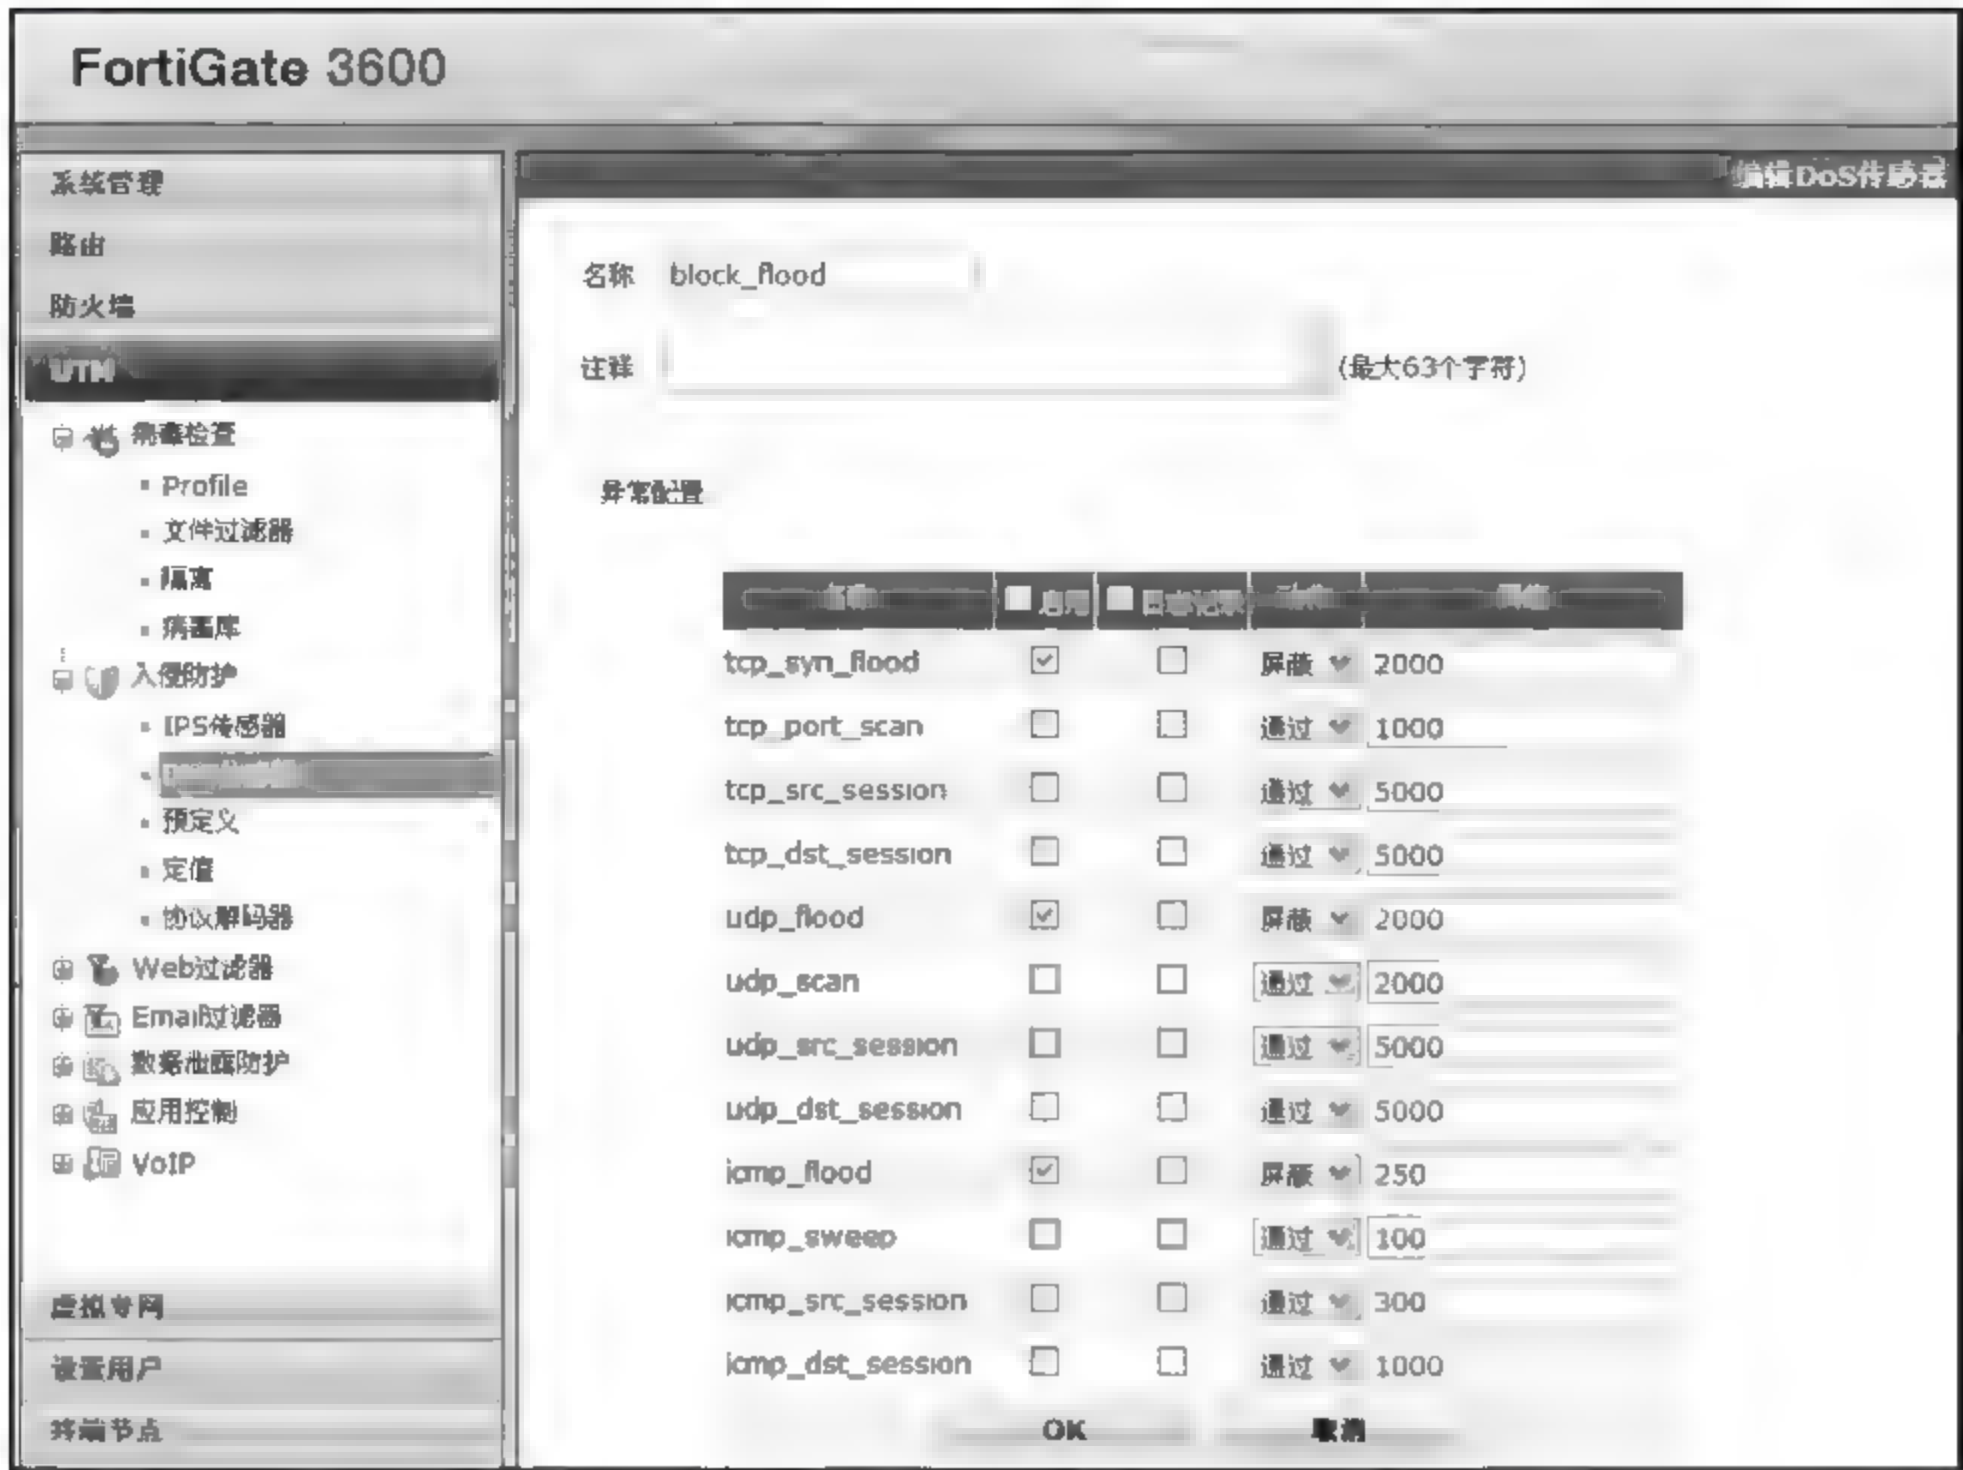 FortiGate 3600
编辑DoS传感器
系统管理
路由
防火墙
UTM
病毒检查
Profile
文件过滤器
隔离
病毒库
入侵防护
IPS传感器
预定义
定值
协议解码器
Web过滤器
Email过滤器
数据泄露防护
应用控制
VoIP
虚拟专网
设置用户
终端节点
名称 block_flood
注释 (最大63个字符)
异常配置
名称 启用 日志记录 动作 阈值
tcp_syn_flood 屏蔽 2000
tcp_port_scan 通过 1000
tcp_src_session 通过 5000
tcp_dst_session 通过 5000
udp_flood 屏蔽 2000
udp_scan 通过 2000
udp_src_session 通过 5000
udp_dst_session 通过 5000
icmp_flood 屏蔽 250
icmp_sweep 通过 100
icmp_src_session 通过 300
icmp_dst_session 通过 1000
OK 取消